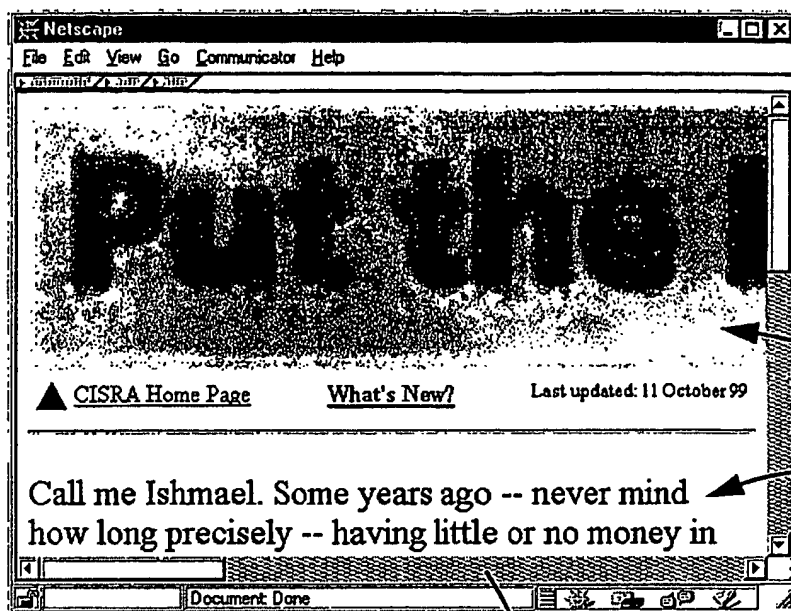 Netscape
File Edit View Go Communicator Help
Put the
CISRA Home Page What's New? Last updated: 11 October 99
Call me Ishmael. Some years ago -- never mind
how long precisely -- having little or no money in
Document: Done